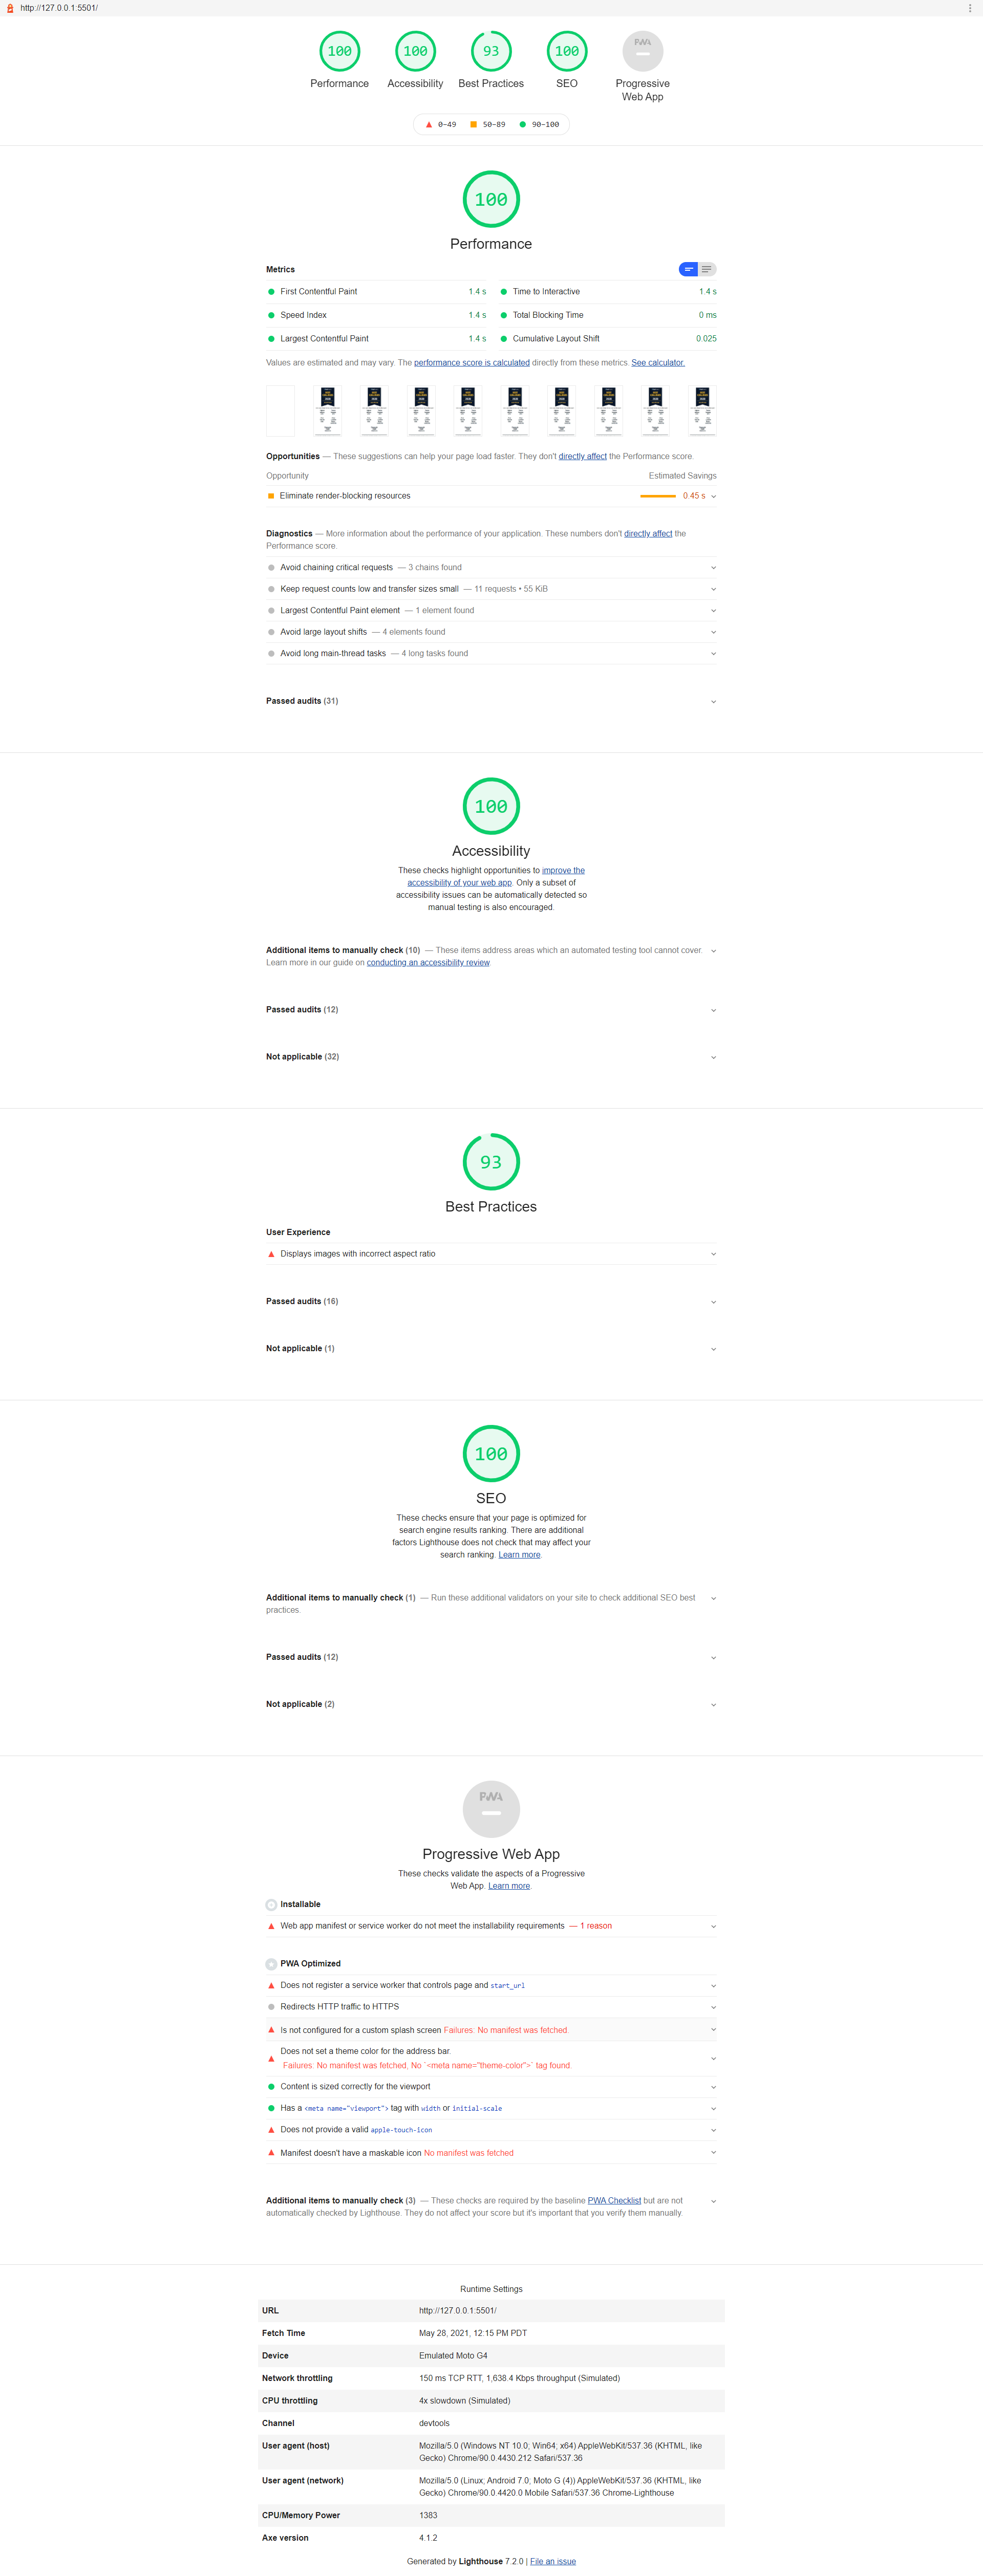 http://127.0.0.1:5501/
100
100
93
100
PWA
Performance
Accessibility
Best Practices
SEO
Progressive
Web App
0–49
50–89
90–100
100
Performance
Metrics
First Contentful Paint
1.4 s
Time to Interactive
1.4 s
Speed Index
1.4 s
Total Blocking Time
0 ms
Largest Contentful Paint
1.4 s
Cumulative Layout Shift
0.025
Values are estimated and may vary. The performance score is calculated directly from these metrics. See calculator.
Opportunities — These suggestions can help your page load faster. They don't directly affect the Performance score.
Opportunity
Estimated Savings
Eliminate render-blocking resources
0.45 s
Diagnostics — More information about the performance of your application. These numbers don't directly affect the
Performance score.
Avoid chaining critical requests — 3 chains found
Keep request counts low and transfer sizes small — 11 requests • 55 KiB
Largest Contentful Paint element — 1 element found
Avoid large layout shifts — 4 elements found
Avoid long main-thread tasks — 4 long tasks found
Passed audits (31)
100
Accessibility
These checks highlight opportunities to improve the
accessibility of your web app. Only a subset of
accessibility issues can be automatically detected so
manual testing is also encouraged.
Additional items to manually check (10) — These items address areas which an automated testing tool cannot cover.
Learn more in our guide on conducting an accessibility review.
Passed audits (12)
Not applicable (32)
93
Best Practices
User Experience
Displays images with incorrect aspect ratio
Passed audits (16)
Not applicable (1)
100
SEO
These checks ensure that your page is optimized for
search engine results ranking. There are additional
factors Lighthouse does not check that may affect your
search ranking. Learn more.
Additional items to manually check (1) — Run these additional validators on your site to check additional SEO best
practices.
Passed audits (12)
Not applicable (2)
PWA
Progressive Web App
These checks validate the aspects of a Progressive
Web App. Learn more.
Installable
Web app manifest or service worker do not meet the installability requirements — 1 reason
PWA Optimized
Does not register a service worker that controls page and start_url
Redirects HTTP traffic to HTTPS
Is not configured for a custom splash screen Failures: No manifest was fetched.
Does not set a theme color for the address bar.
Failures: No manifest was fetched, No `<meta name="theme-color">` tag found.
Content is sized correctly for the viewport
Has a <meta name="viewport"> tag with width or initial-scale
Does not provide a valid apple-touch-icon
Manifest doesn't have a maskable icon No manifest was fetched
Additional items to manually check (3) — These checks are required by the baseline PWA Checklist but are not
automatically checked by Lighthouse. They do not affect your score but it's important that you verify them manually.
Runtime Settings
URL
http://127.0.0.1:5501/
Fetch Time
May 28, 2021, 12:15 PM PDT
Device
Emulated Moto G4
Network throttling
150 ms TCP RTT, 1,638.4 Kbps throughput (Simulated)
CPU throttling
4x slowdown (Simulated)
Channel
devtools
User agent (host)
Mozilla/5.0 (Windows NT 10.0; Win64; x64) AppleWebKit/537.36 (KHTML, like
Gecko) Chrome/90.0.4430.212 Safari/537.36
User agent (network)
Mozilla/5.0 (Linux; Android 7.0; Moto G (4)) AppleWebKit/537.36 (KHTML, like
Gecko) Chrome/90.0.4420.0 Mobile Safari/537.36 Chrome-Lighthouse
CPU/Memory Power
1383
Axe version
4.1.2
Generated by Lighthouse 7.2.0 | File an issue